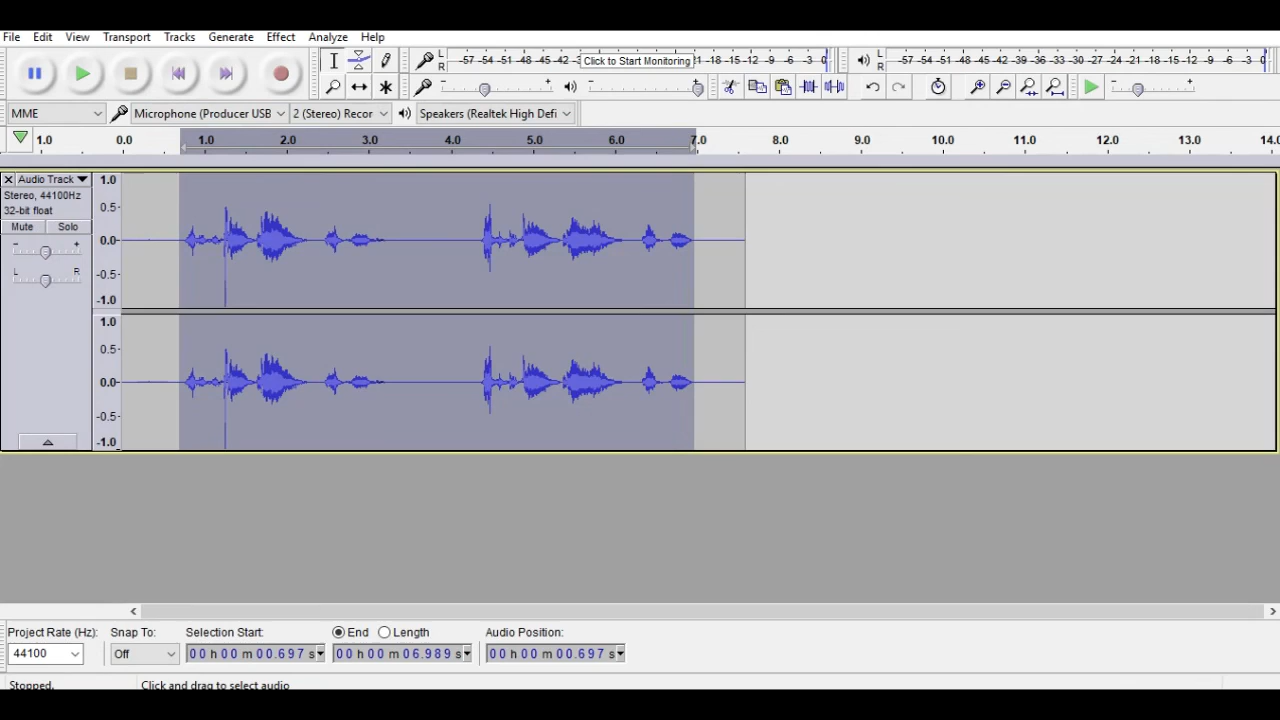 File Edit View Transport Tracks Generate Effect Analyze Help
L
R
-57 -54 -51 -48 -45 -42 Click to Start Monitoring -18 -15 -12 -9 -6 -3 0
L
R
-57 -54 -51 -48 -45 -42 -39 -36 -33 -30 -27 -24 -21 -18 -15 -12 -9 -6 -3 0
MME Microphone (Producer USB 2 (Stereo) Recor Speakers (Realtek High Defi
1.0 0.0 1.0 2.0 3.0 4.0 5.0 6.0 7.0 8.0 9.0 10.0 11.0 12.0 13.0 14.0
Audio Track
Stereo, 44100Hz
32-bit float
Mute Solo
L R
1.0
0.5-
0.0-
-0.5-
-1.0
1.0
0.5-
0.0-
-0.5-
-1.0
Project Rate (Hz): Snap To: Selection Start: End Length Audio Position:
44100 Off 00 h 00 m 00.697 s 00 h 00 m 06.989 s 00 h 00 m 00.697 s
Stopped. Click and drag to select audio